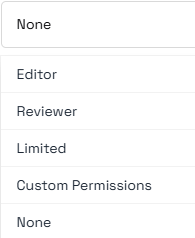 None
Editor
Reviewer
Limited
Custom Permissions
None